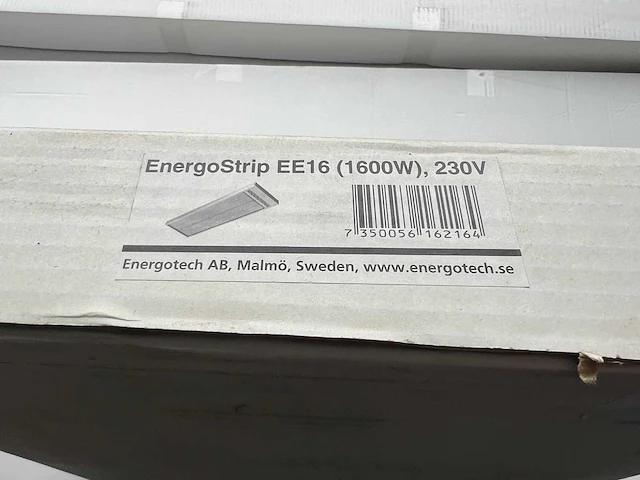 EnergoStrip EE16 (1600W), 230V
7 350056 162164
Energotech AB, Malmö, Sweden, www.energotech.se